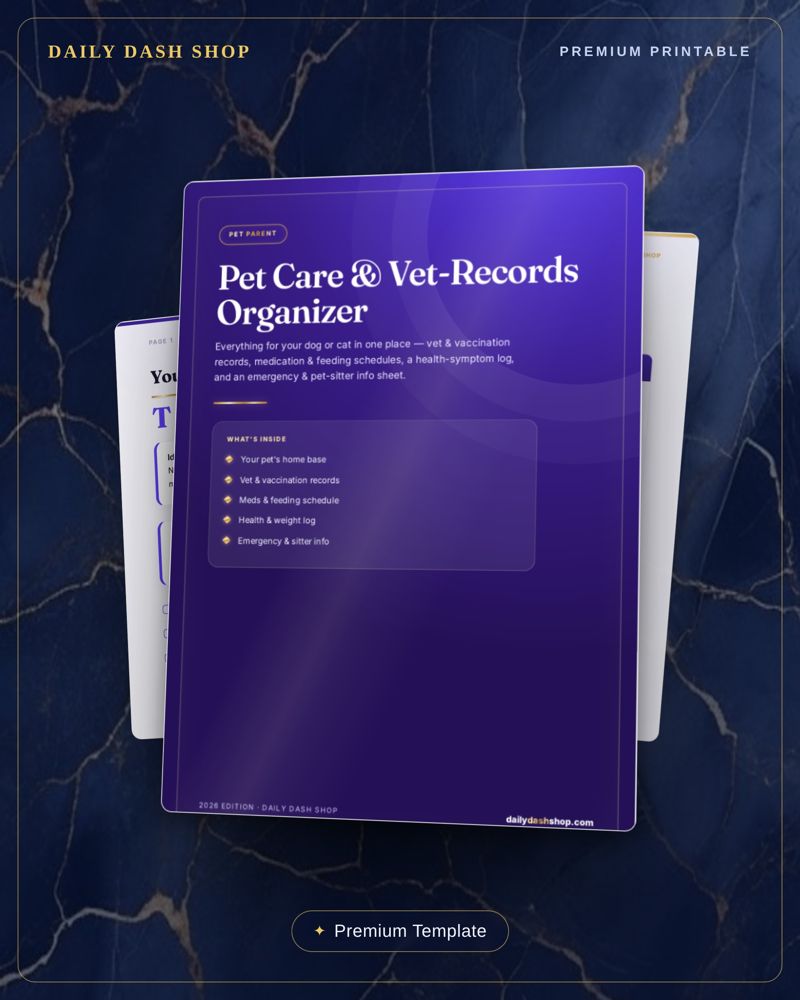 DAILY DASH SHOP
PREMIUM PRINTABLE
PET PARENT
Pet Care & Vet-Records
Organizer
Everything for your dog or cat in one place — vet & vaccination
records, medication & feeding schedules, a health-symptom log,
and an emergency & pet-sitter info sheet.
WHAT'S INSIDE
Your pet's home base
Vet & vaccination records
Meds & feeding schedule
Health & weight log
Emergency & sitter info
2026 EDITION · DAILY DASH SHOP
dailydashshop.com
PAGE 1
You
T
HOP
✦ Premium Template